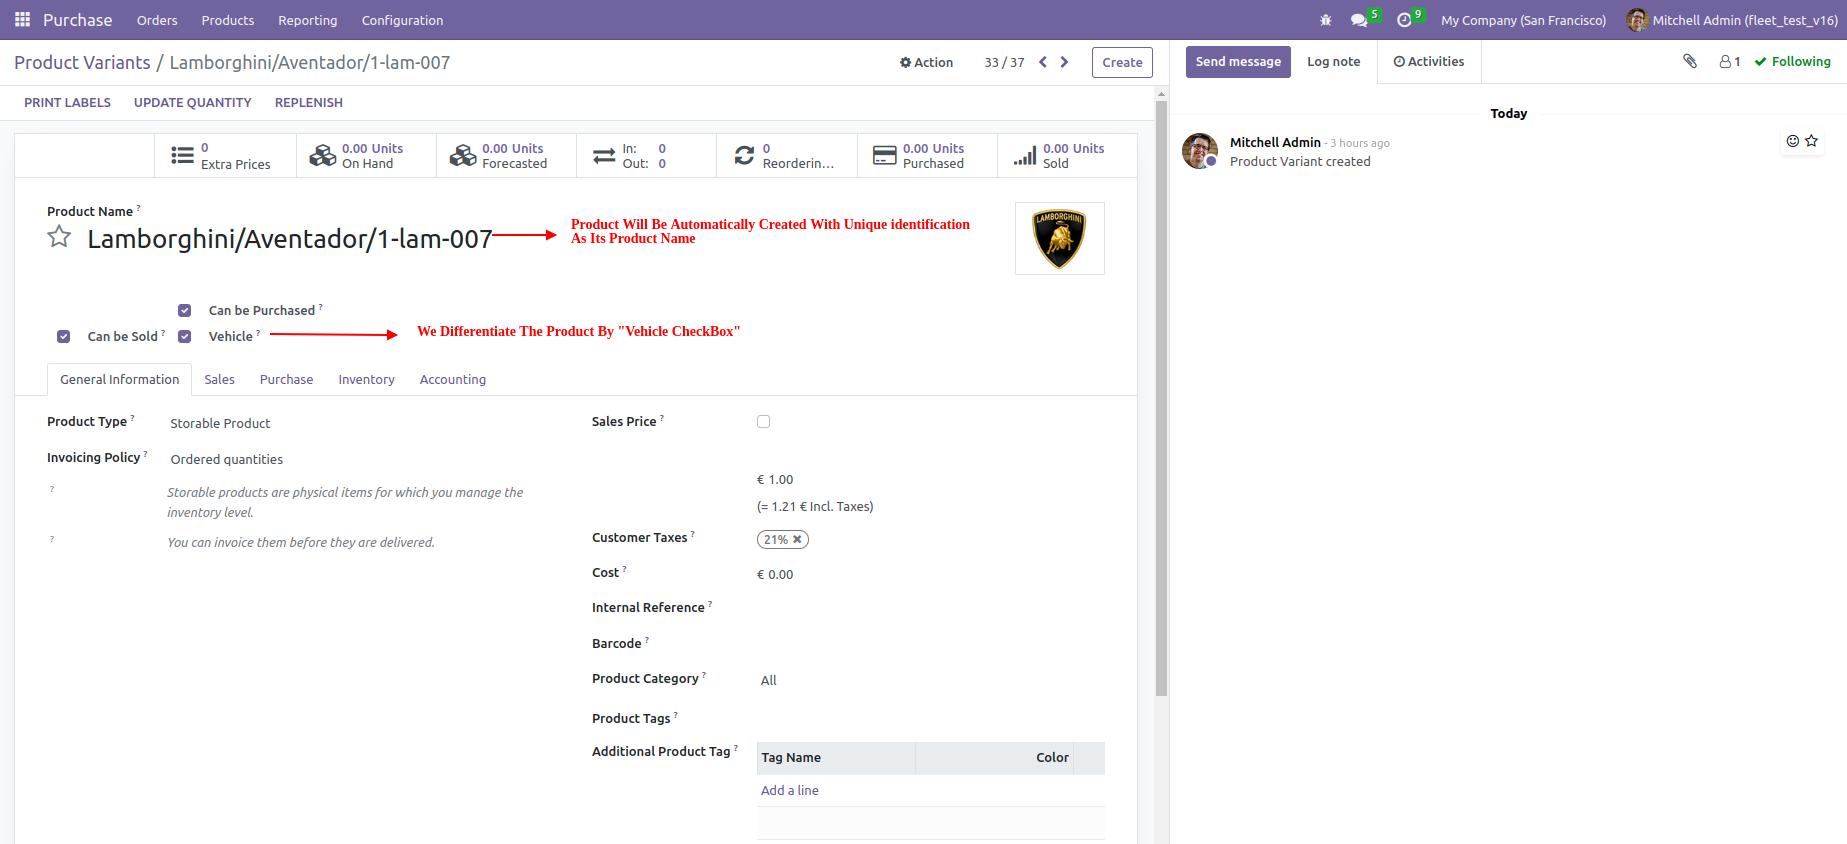 Purchase Orders Products Reporting Configuration 5 9 My Company (San Francisco) Mitchell Admin (fleet_test_v16)
Product Variants / Lamborghini/Aventador/1-lam-007 Action 33 / 37 Create
Send message Log note Activities 1 Following
PRINT LABELS UPDATE QUANTITY REPLENISH
0
Extra Prices
0.00 Units
On Hand
0.00 Units
Forecasted
In: 0
Out: 0
0
Reorderin...
0.00 Units
Purchased
0.00 Units
Sold
Product Name ?
Lamborghini/Aventador/1-lam-007
Product Will Be Automatically Created With Unique identification
As Its Product Name
LAMBORGHINI
Can be Purchased ?
Can be Sold ? Vehicle ?
We Differentiate The Product By "Vehicle CheckBox"
General Information Sales Purchase Inventory Accounting
Product Type ? Storable Product
Invoicing Policy ? Ordered quantities
? Storable products are physical items for which you manage the
inventory level.
? You can invoice them before they are delivered.
Sales Price ?
€ 1.00
(= 1.21 € Incl. Taxes)
Customer Taxes ? 21% ✖
Cost ? € 0.00
Internal Reference ?
Barcode ?
Product Category ? All
Product Tags ?
Additional Product Tag ? Tag Name Color
Add a line
Today
Mitchell Admin - 3 hours ago
Product Variant created